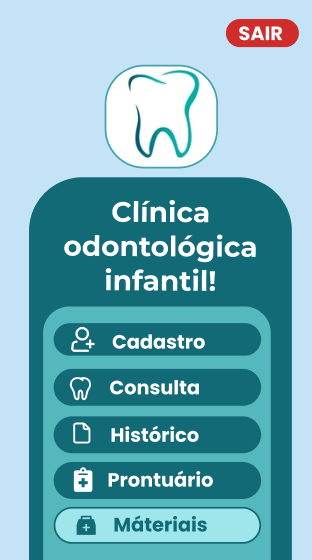 SAIR
Clínica
odontológica
infantil!
Cadastro
Consulta
Histórico
Prontuário
Máteriais